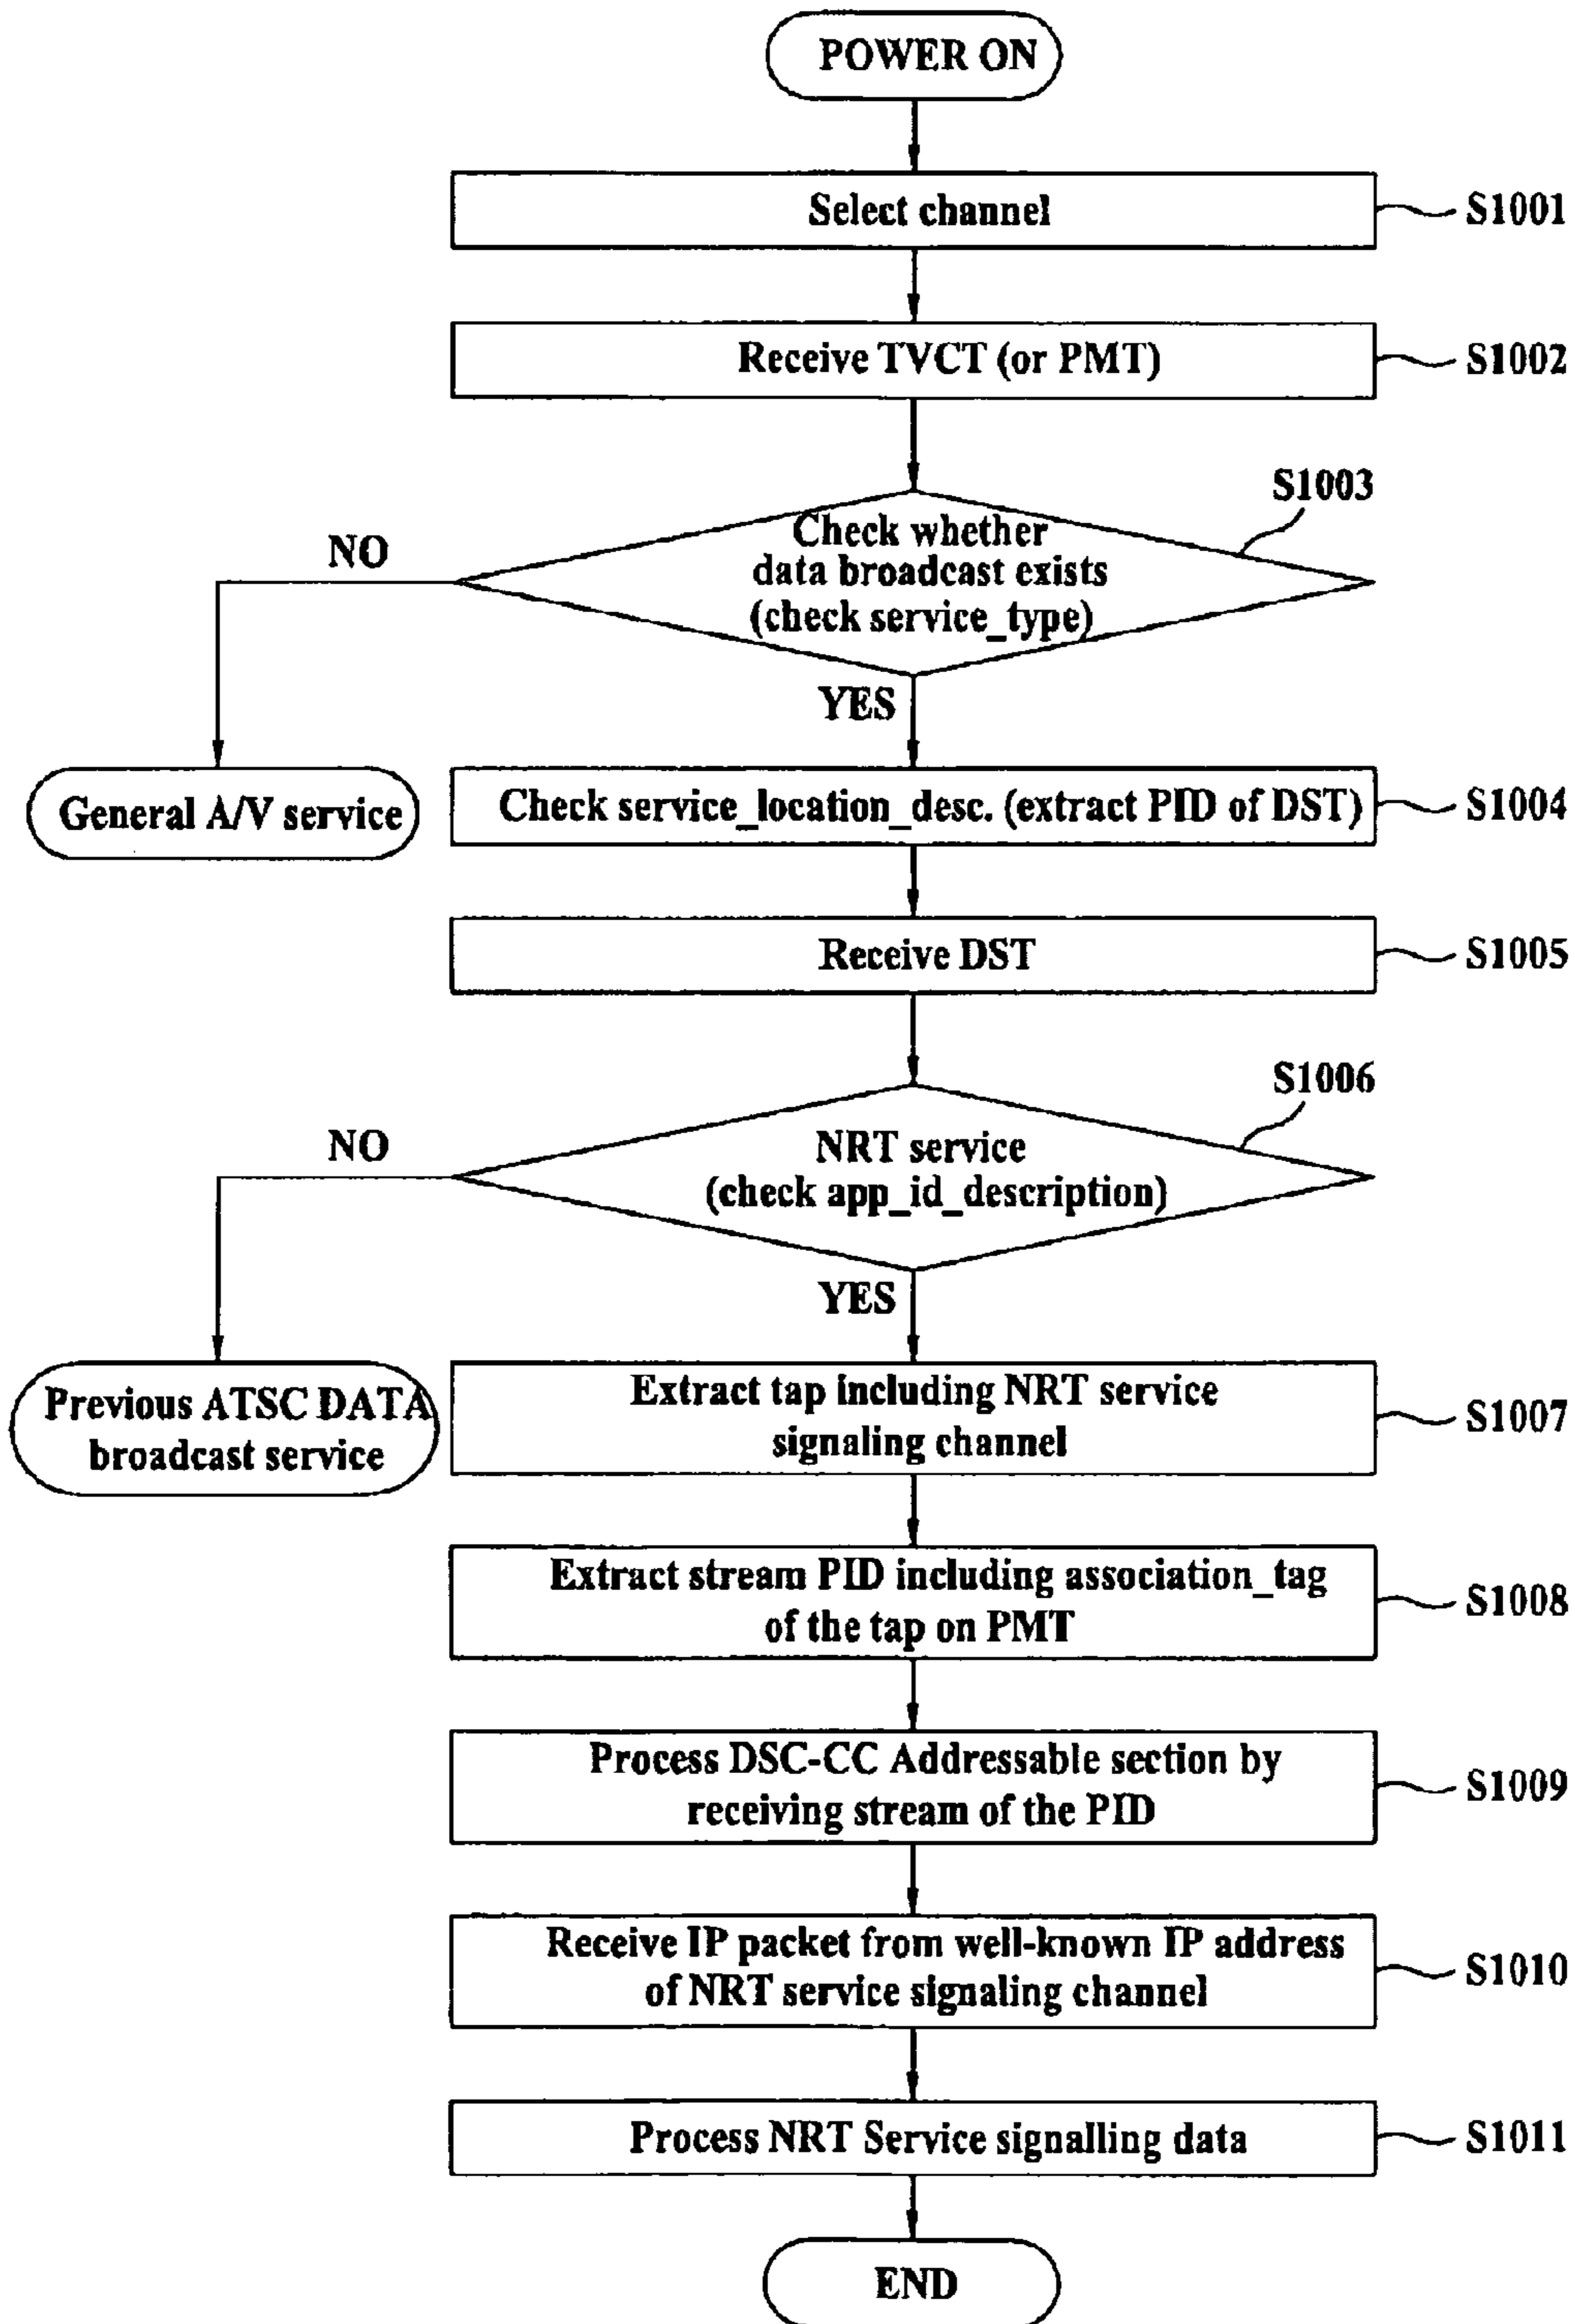 POWER ON
Select channel
S1001
Receive TVCT (or PMT)
S1002
S1003
Check whether
data broadcast exists
(check service_type)
NO
YES
General A/V service
Check service_location_desc. (extract PID of DST)
S1004
Receive DST
S1005
S1006
NRT service
(check app_id_description)
NO
YES
Previous ATSC DATA
broadcast service
Extract tap including NRT service
signaling channel
S1007
Extract stream PID including association_tag
of the tap on PMT
S1008
Process DSC-CC Addressable section by
receiving stream of the PID
S1009
Receive IP packet from well-known IP address
of NRT service signaling channel
S1010
Process NRT Service signalling data
S1011
END